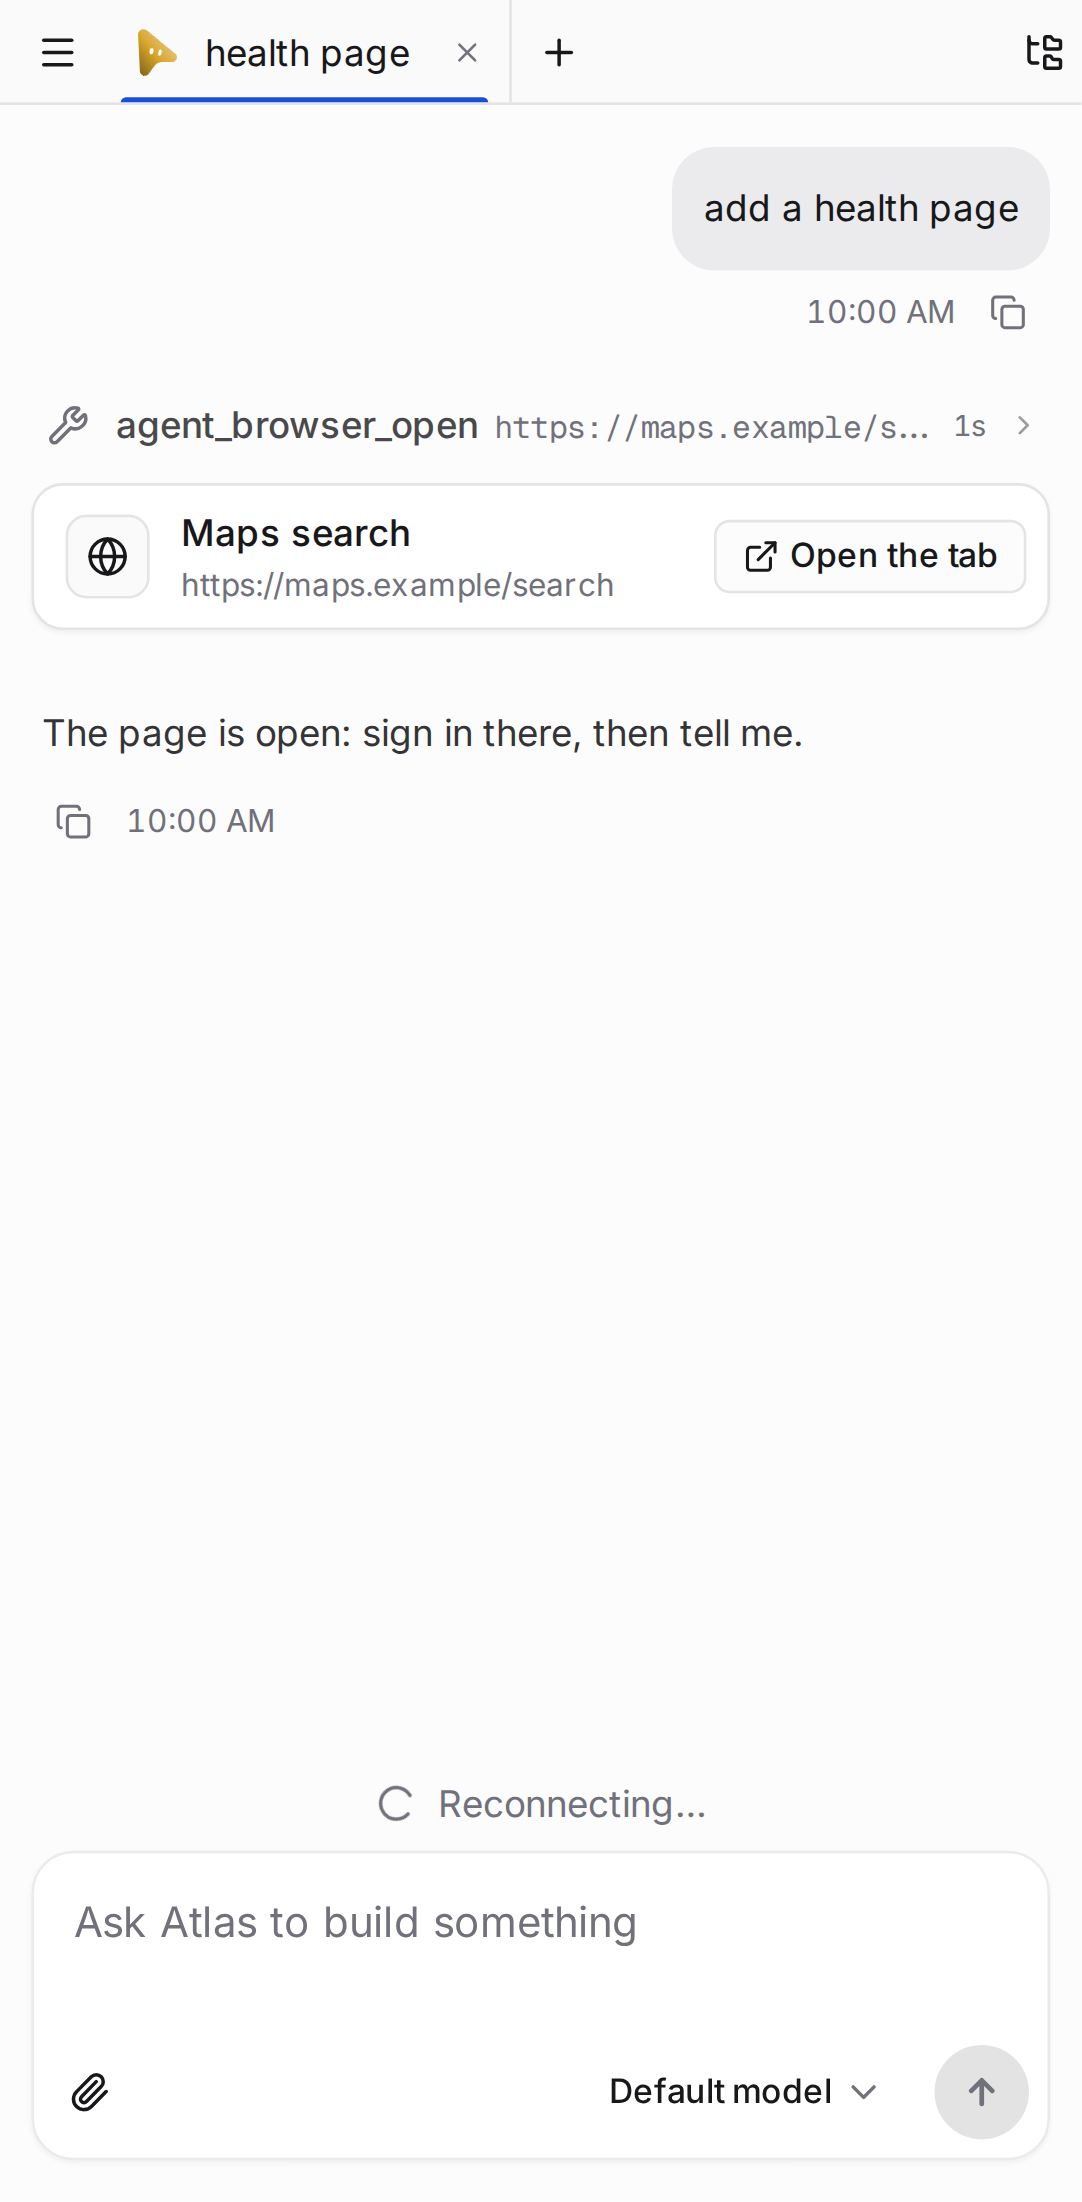 health page
add a health page
10:00 AM
agent_browser_open https://maps.example/s... 1s
Maps search
https://maps.example/search
Open the tab
The page is open: sign in there, then tell me.
10:00 AM
Reconnecting...
Ask Atlas to build something
Default model